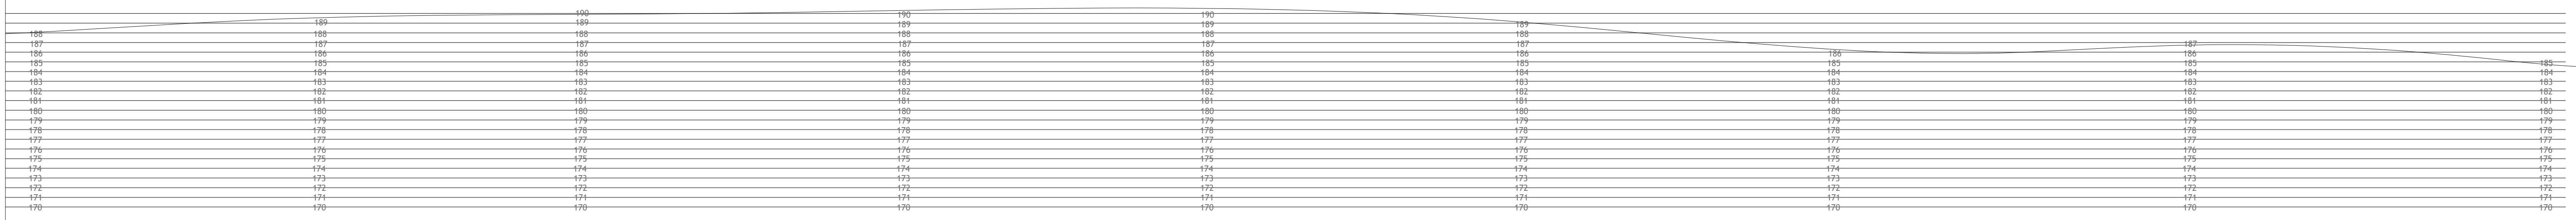 190 190 190
189 189 189 189 189
188 188 188 188 188 188
187 187 187 187 187 187 187
186 186 186 186 186 186 186 186
185 185 185 185 185 185 185 185 185
184 184 184 184 184 184 184 184 184
183 183 183 183 183 183 183 183 183
182 182 182 182 182 182 182 182 182
181 181 181 181 181 181 181 181 181
180 180 180 180 180 180 180 180 180
179 179 179 179 179 179 179 179 179
178 178 178 178 178 178 178 178 178
177 177 177 177 177 177 177 177 177
176 176 176 176 176 176 176 176 176
175 175 175 175 175 175 175 175 175
174 174 174 174 174 174 174 174 174
173 173 173 173 173 173 173 173 173
172 172 172 172 172 172 172 172 172
171 171 171 171 171 171 171 171 171
170 170 170 170 170 170 170 170 170